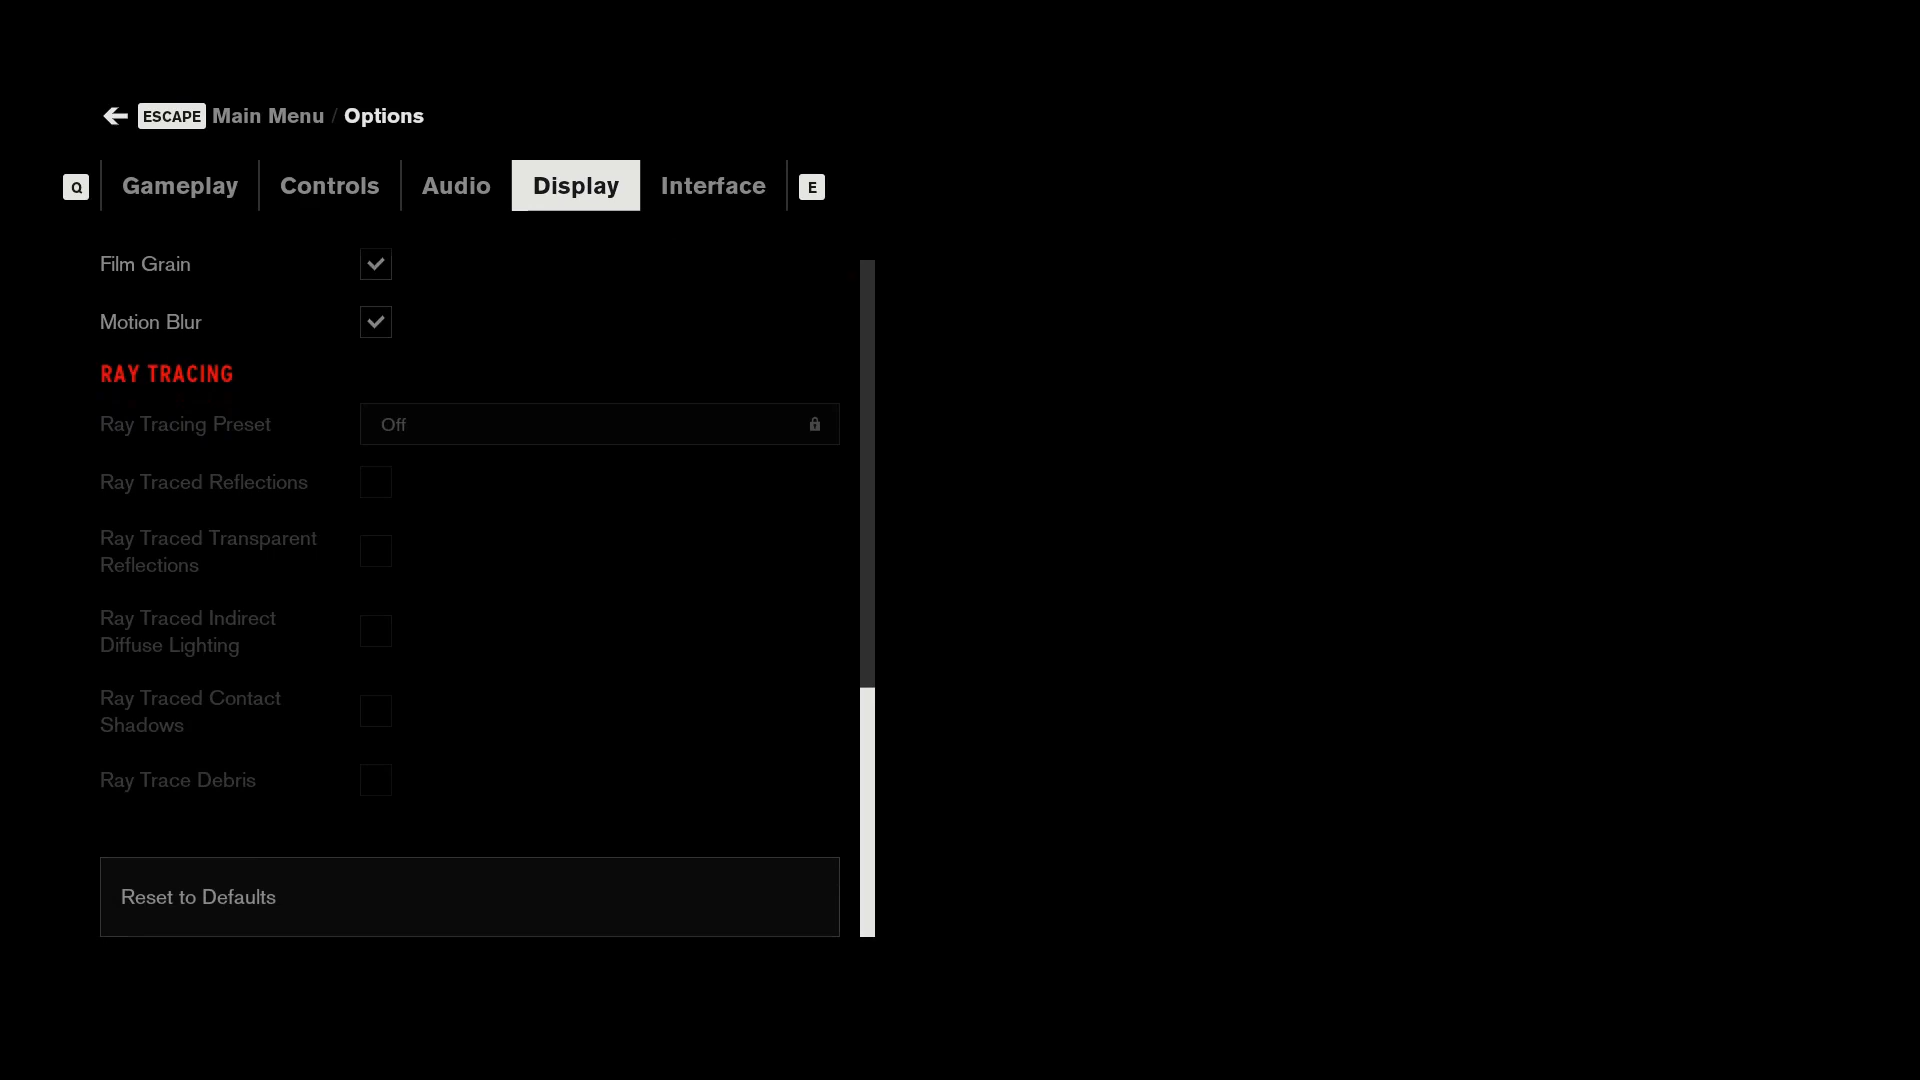 ESCAPE Main Menu / Options
Q Gameplay Controls Audio Display Interface E
Film Grain
Motion Blur
RAY TRACING
Ray Tracing Preset Off
Ray Traced Reflections
Ray Traced Transparent
Reflections
Ray Traced Indirect
Diffuse Lighting
Ray Traced Contact
Shadows
Ray Trace Debris
Reset to Defaults